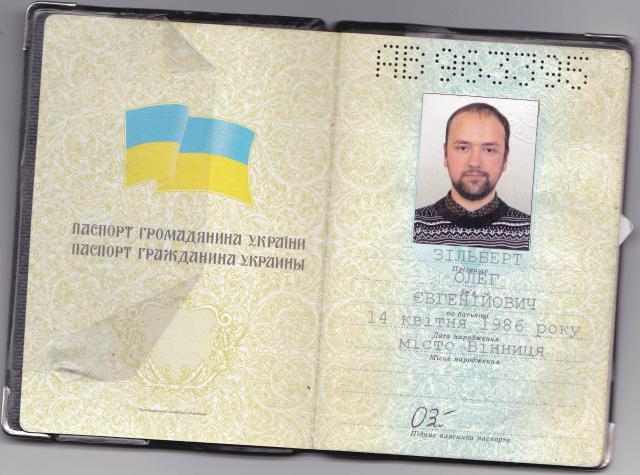 ПАСПОРТ ГРОМАДЯНИНА УКРАЇНИ
ПАСПОРТ ГРАЖДАНИНА УКРАИНЫ
АВ 963395
ЗІЛЬБЕРТ
Прізвище
ОЛЕГ
Ім'я
ЄВГЕНІЙОВИЧ
по батькові
14 квітня 1986 року
Дата народження
місто Вінниця
Місце народження
Підпис власника паспорта